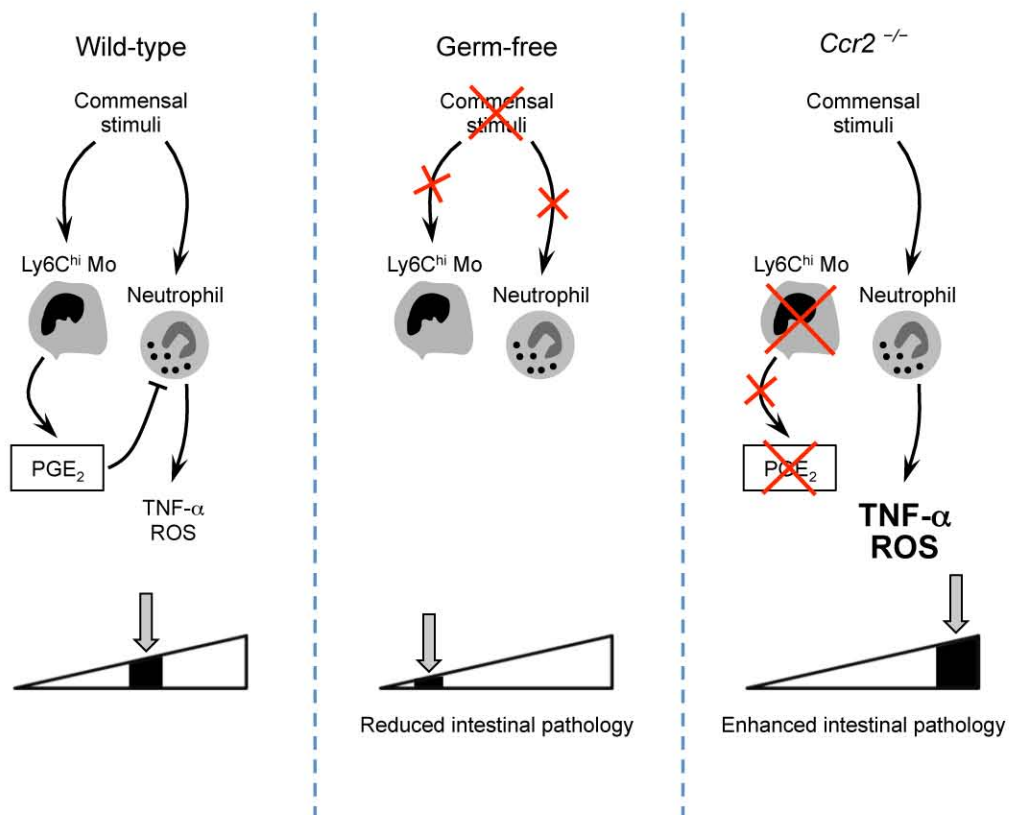 Wild-type
Commensal
stimuli
Ly6Cʰⁱ Mo
Neutrophil
PGE₂
TNF-α
ROS
Germ-free
Commensal
stimuli
Ly6Cʰⁱ Mo
Neutrophil
Reduced intestinal pathology
Ccr2 ⁻/⁻
Commensal
stimuli
Ly6Cʰⁱ Mo
Neutrophil
PGE₂
TNF-α
ROS
Enhanced intestinal pathology